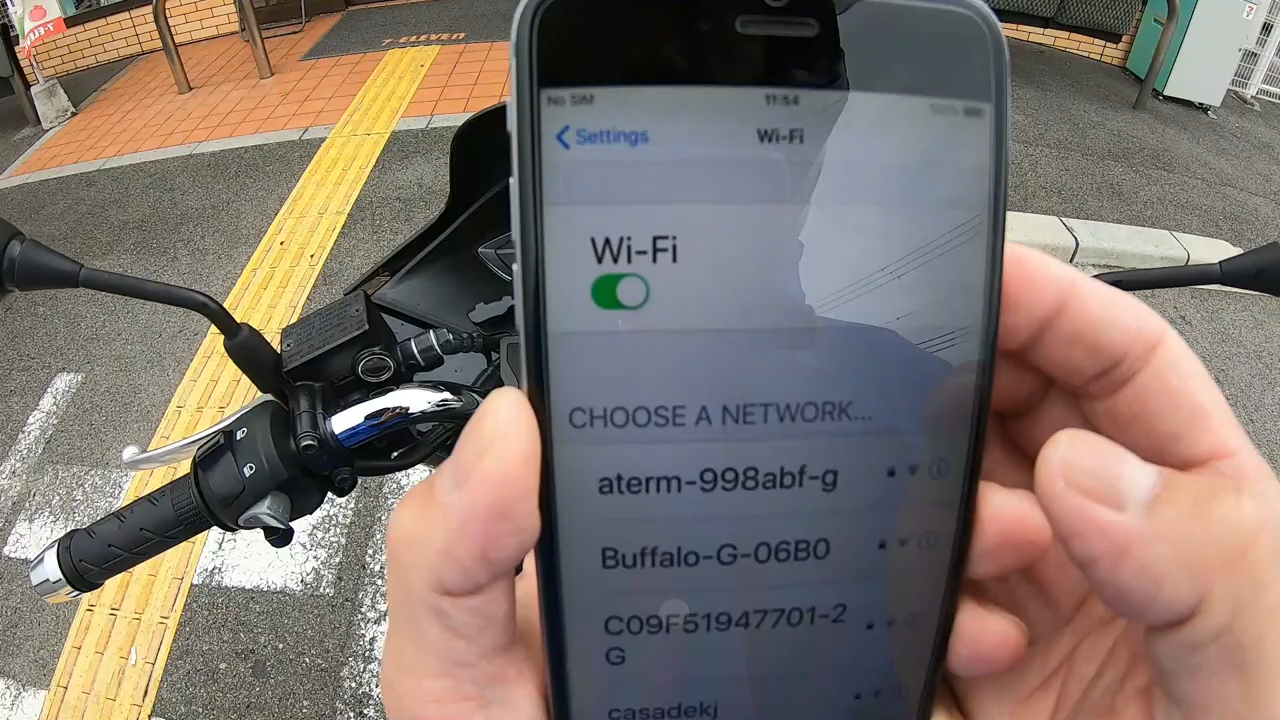 7-ELEVEN
No SIM 11:54
Settings Wi-Fi
Wi-Fi
CHOOSE A NETWORK...
aterm-998abf-g
Buffalo-G-06B0
C09F51947701-2
G
casadekj